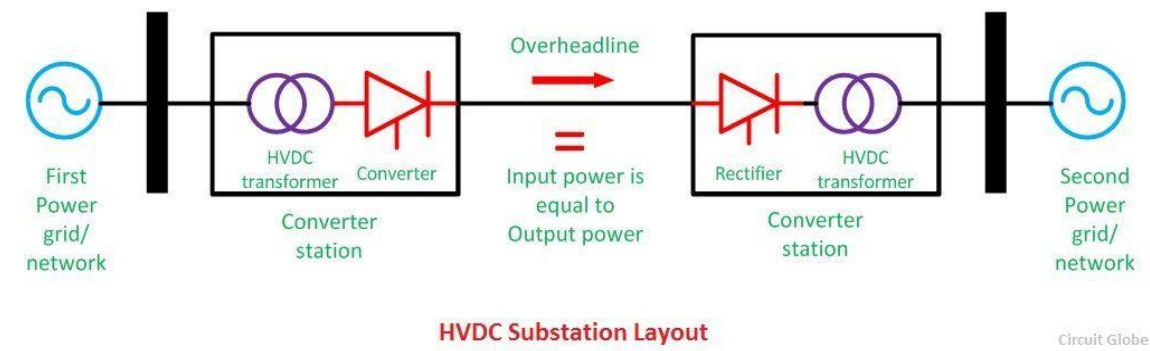 Overheadline
HVDC
transformer
Converter
Rectifier
HVDC
transformer
First
Power
grid/
network
Converter
station
Input power is
equal to
Output power
Converter
station
Second
Power
grid/
network
HVDC Substation Layout
Circuit Globe